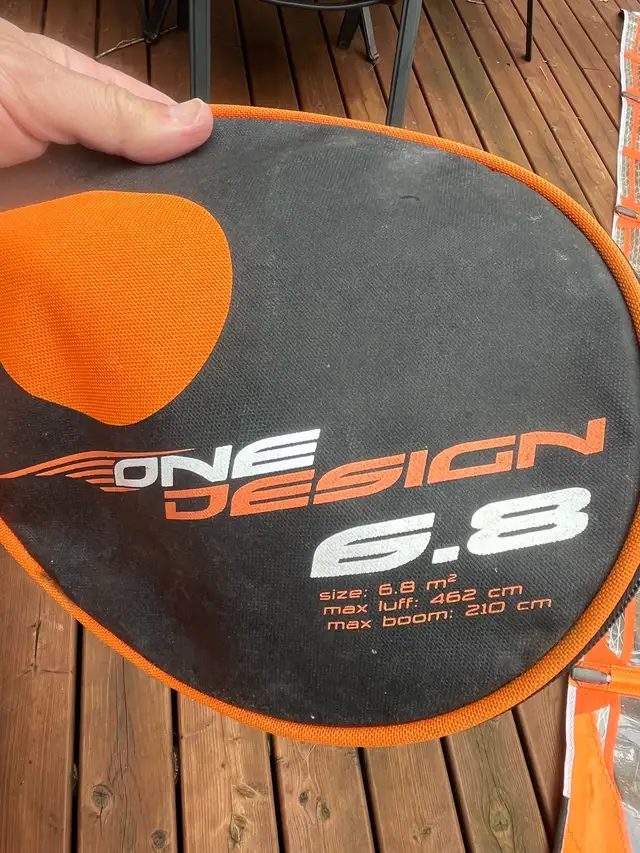 ONE
DESIGN
6.8
size: 6.8 m²
max luff: 462 cm
max boom: 210 cm